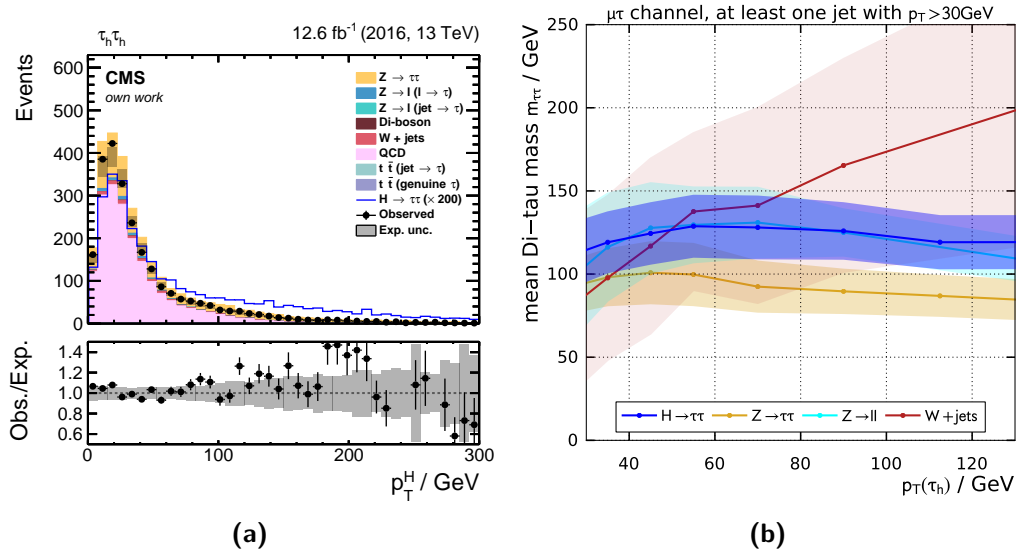 τₕτₕ
12.6 fb⁻¹ (2016, 13 TeV)
CMS
own work
Events
600
500
400
300
200
100
0
Z → ττ
Z → l (l → τ)
Z → l (jet → τ)
Di-boson
W + jets
QCD
t t̄ (jet → τ)
t t̄ (genuine τ)
H → ττ (×200)
Observed
Exp. unc.
Obs./Exp.
1.4
1.2
1.0
0.8
0.6
0 100 200 300
p_T^H / GeV
(a)
μτ channel, at least one jet with p_T >30GeV
mean Di−tau mass m_ττ / GeV
250
200
150
100
50
0
H→ττ Z→ττ Z→ll W+jets
40 60 80 100 120
p_T(τₕ) / GeV
(b)